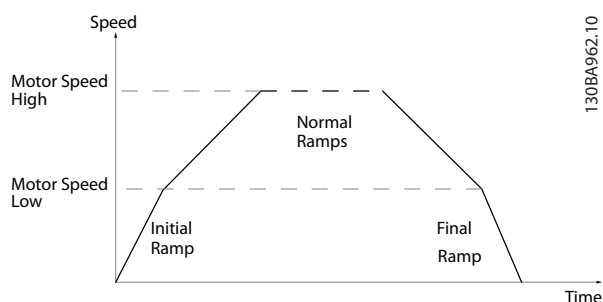 Speed
130BA962.10
Motor Speed
High
Normal
Ramps
Motor Speed
Low
Initial
Ramp
Final
Ramp
Time